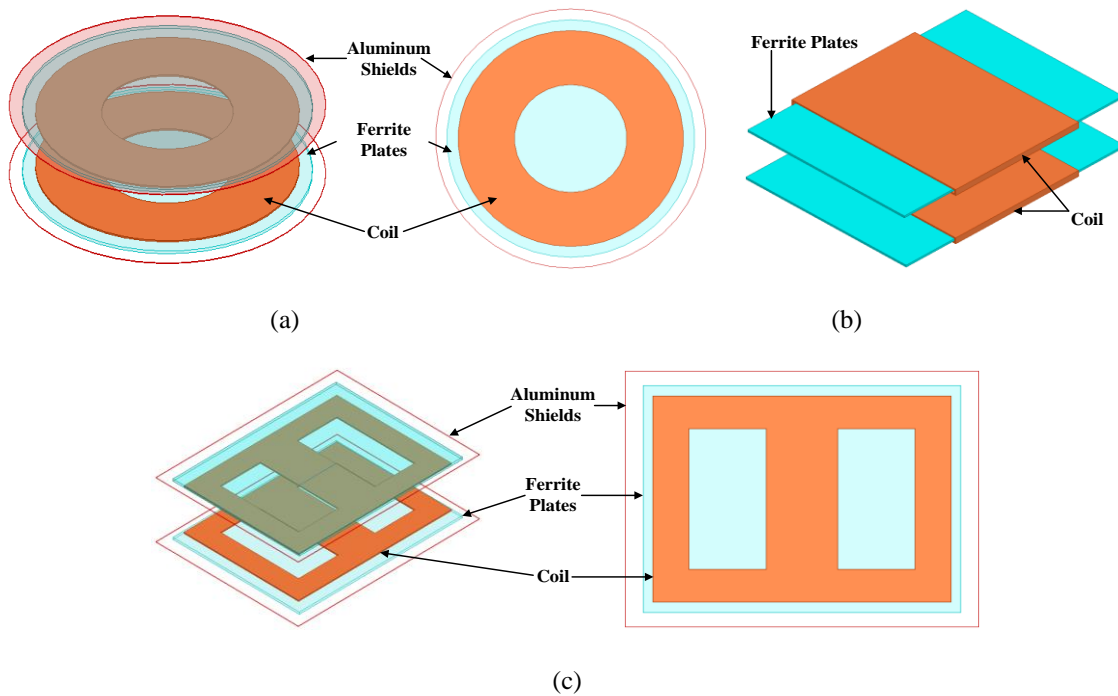 Aluminum
Shields
Ferrite
Plates
Coil
(a)
Ferrite Plates
Coil
(b)
Aluminum
Shields
Ferrite
Plates
Coil
(c)